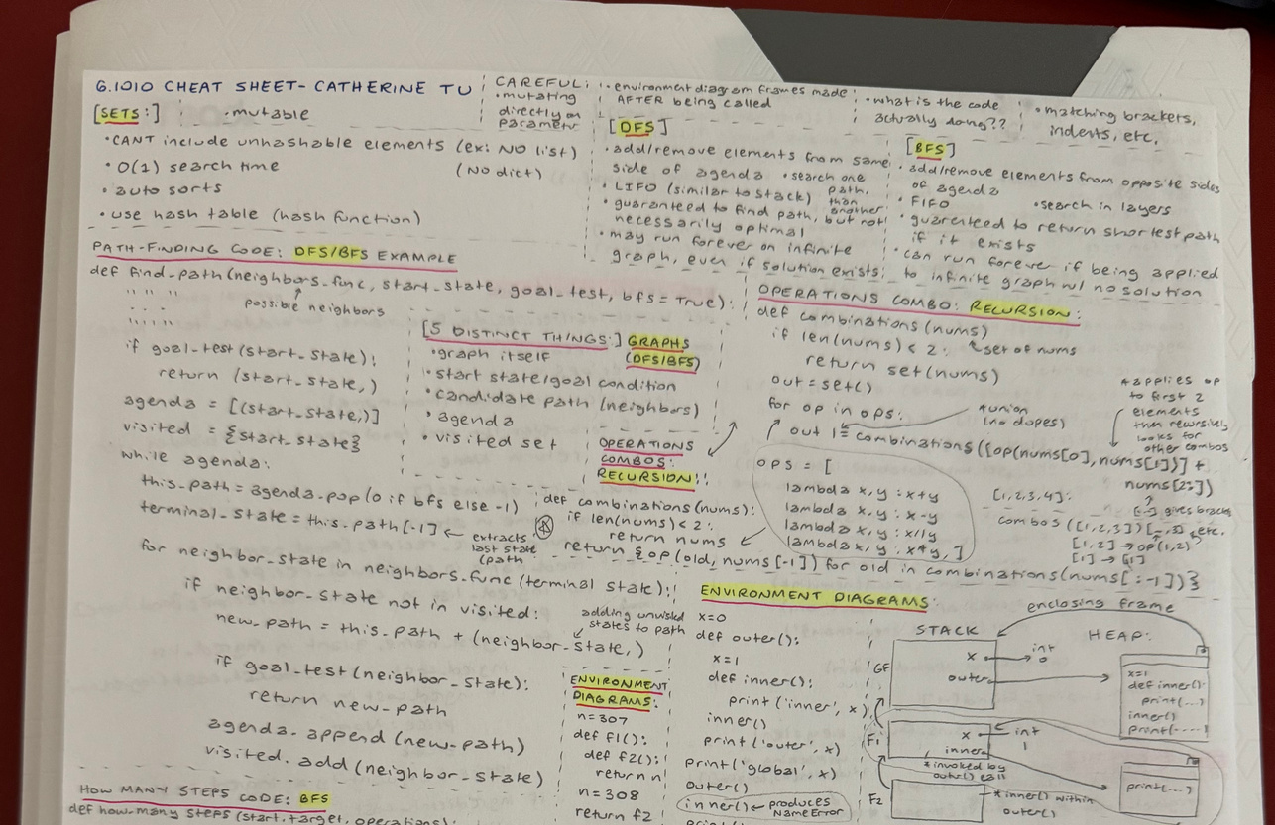 6.1010 CHEAT SHEET- CATHERINE TU
CAREFUL:
• mutating
directly on
parameter
• environment diagram frames made
AFTER being called
• what is the code
actually doing??
• matching brackets,
indents, etc.
[SETS:]
• mutable
• CANT include unhashable elements (ex: NO list)
(NO dict)
• O(1) search time
• auto sorts
• use hash table (hash function)
[DFS]
• add/remove elements from same
side of agenda
• search one
path,
than
another
• LIFO (similar to stack)
• guaranteed to find path, but not
necessarily optimal
• may run forever on infinite
graph, even if solution exists
[BFS]
• add/remove elements from opposite sides
of agenda
• FIFO
• search in layers
• guarenteed to return shortest path
if it exists
• can run forever if being applied
to infinite graph w/ no solution
PATH-FINDING CODE: DFS/BFS EXAMPLE
def find_path(neighbors_func, start_state, goal_test, bfs = True):
possible neighbors
" " "
" " "
if goal_test(start_state):
return (start_state,)
agenda = [(start_state,)]
visited = {start_state}
while agenda:
this_path = agenda.pop(0 if bfs else -1)
terminal_state = this_path[-1] ← extracts
last state
(path
for neighbor_state in neighbors_func(terminal state):
if neighbor_state not in visited:
new_path = this_path + (neighbor_state,)
adding unvisited
states to path
if goal_test(neighbor_state):
return new_path
agenda.append(new_path)
visited.add(neighbor_state)
[5 DISTINCT THINGS:] GRAPHS
(DFS/BFS)
• graph itself
• start state/goal condition
• candidate path (neighbors)
• agenda
• visited set
OPERATIONS
COMBOS:
RECURSION!!
def combinations(nums):
if len(nums) < 2:
return nums
return {op(old, nums[-1]) for old in combinations(nums[:-1])}
OPERATIONS COMBO: RECURSION:
def combinations(nums)
if len(nums) < 2:
set of nums
return set(nums)
out = set()
for op in ops:
*union
(no dupes)
out |= combinations([op(nums[0], nums[1])] +
nums[2:])
*applies op
to first 2
elements
then recursively
looks for
other combos
ops = [
lambda x,y : x+y
lambda x,y : x-y
lambda x,y : x//y
lambda x,y : x*y, ]
[1,2,3,4]:
gives bracks
combos([1,2,3]) etc.
[1,2] → op(1,2)
[1] → [1]
ENVIRONMENT
DIAGRAMS:
n=307
def f1():
def f2():
return n
n=308
return f2
ENVIRONMENT DIAGRAMS:
x=0
def outer():
x=1
def inner():
print('inner', x)
inner()
print('outer', x)
print('global', x)
outer()
inner() ← produces
NameError
enclosing frame
STACK
HEAP:
GF
x
int
0
outer
x=1
def inner()
print(...)
inner()
print(....)
F1
x
int
1
inner
*invoked by
outer() call
print(...)
F2
*inner() within
outer()
HOW MANY STEPS CODE: BFS
def how_many steps (start, target, operations):